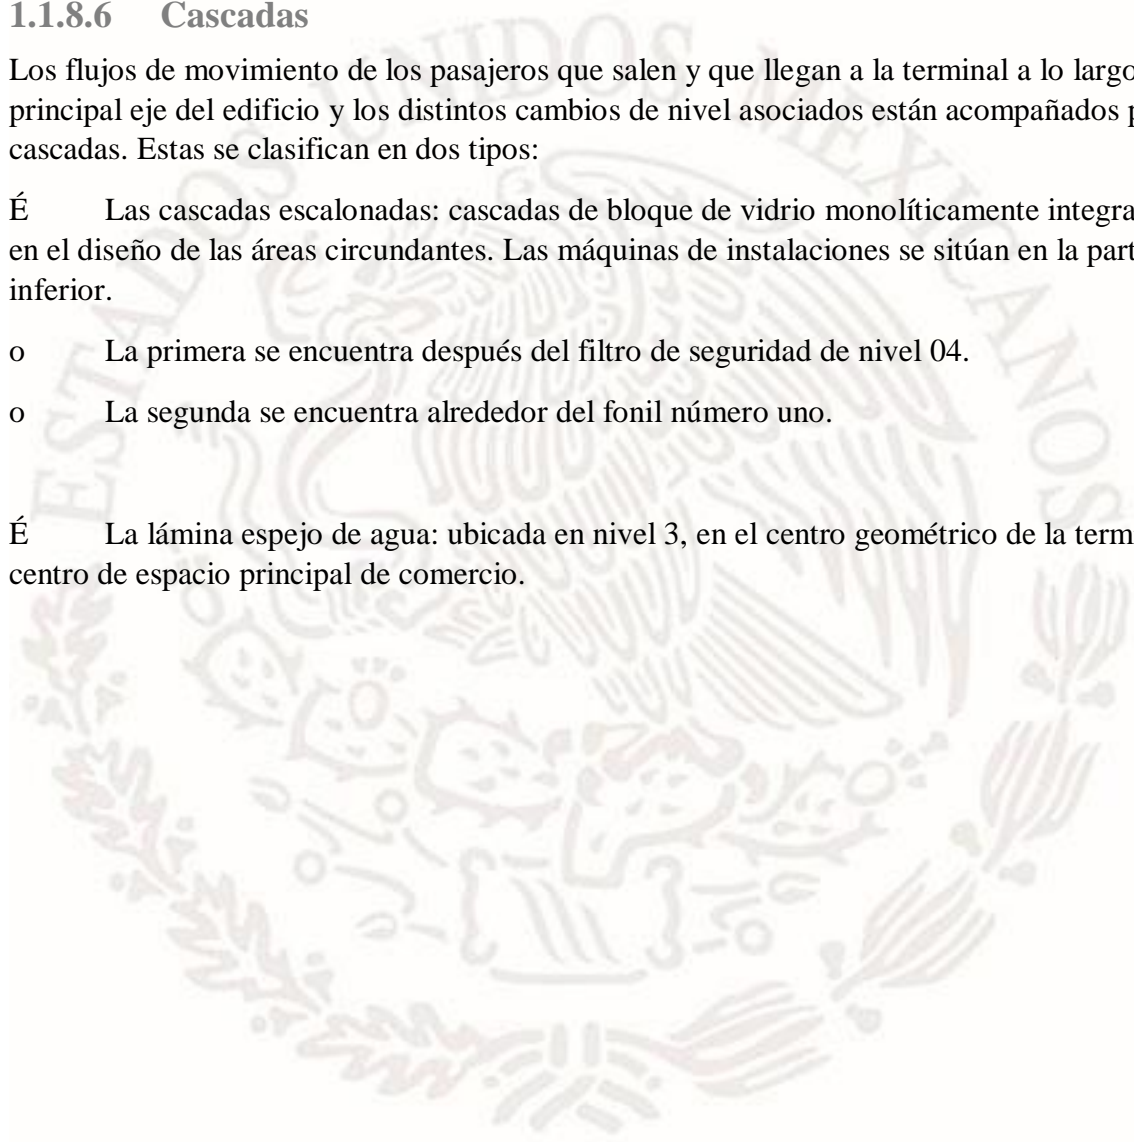 1.1.8.6 Cascadas
Los flujos de movimiento de los pasajeros que salen y que llegan a la terminal a lo largo
principal eje del edificio y los distintos cambios de nivel asociados están acompañados p
cascadas. Estas se clasifican en dos tipos:
É Las cascadas escalonadas: cascadas de bloque de vidrio monolíticamente integra
en el diseño de las áreas circundantes. Las máquinas de instalaciones se sitúan en la part
inferior.
o La primera se encuentra después del filtro de seguridad de nivel 04.
o La segunda se encuentra alrededor del fonil número uno.
É La lámina espejo de agua: ubicada en nivel 3, en el centro geométrico de la term
centro de espacio principal de comercio.
ESTADOS UNIDOS MEXICANOS